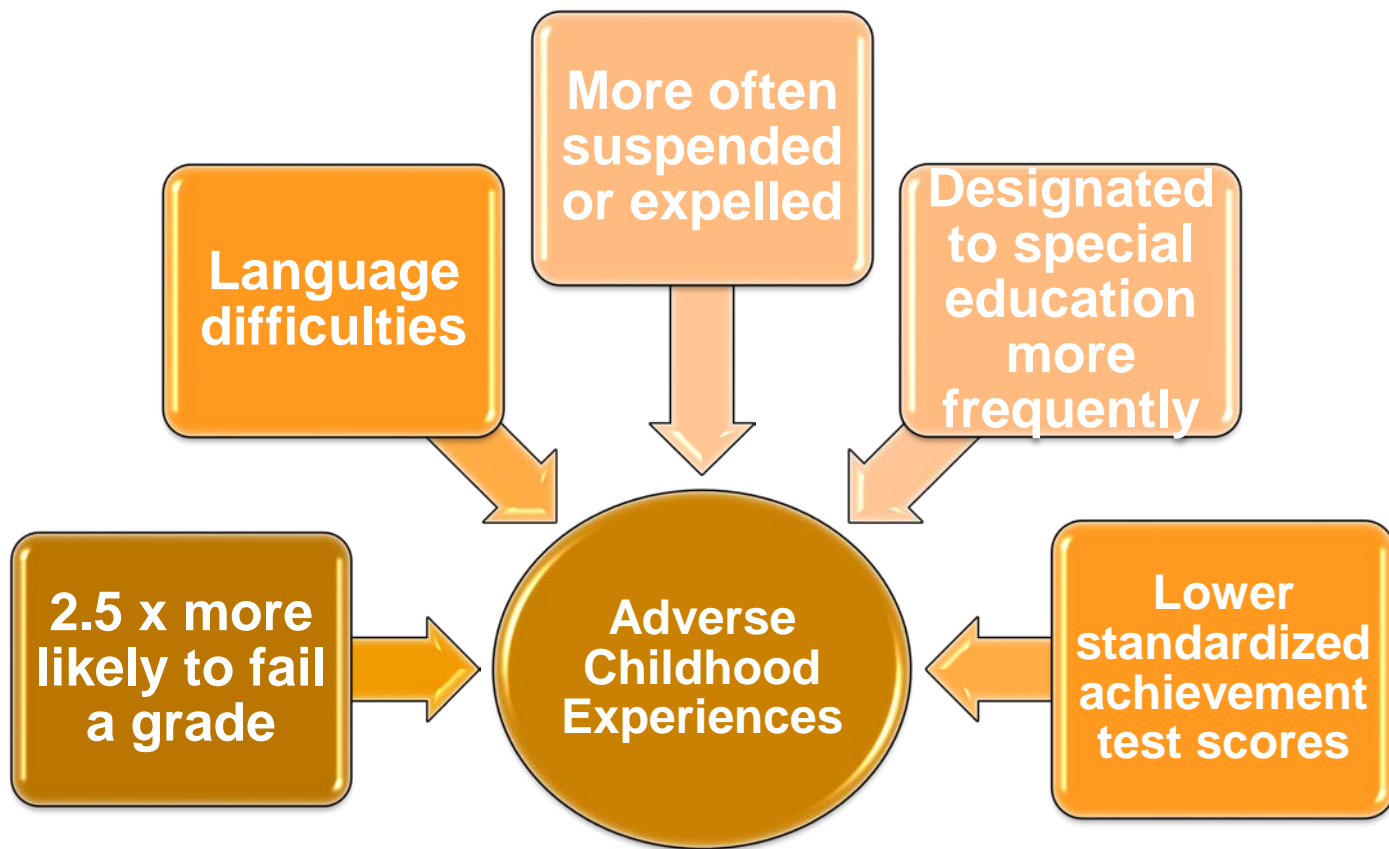 More often
suspended
or expelled
Language
difficulties
Designated
to special
education
more
frequently
2.5 x more
likely to fail
a grade
Adverse
Childhood
Experiences
Lower
standardized
achievement
test scores